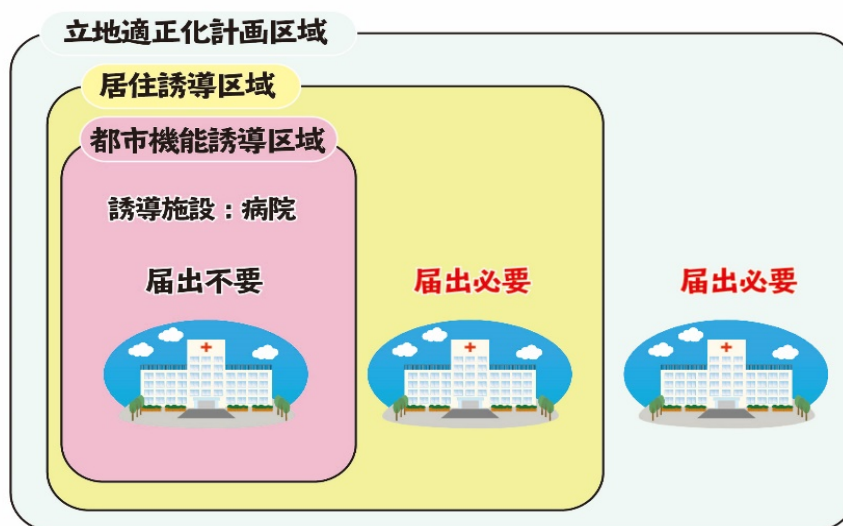 立地適正化計画区域
居住誘導区域
都市機能誘導区域
誘導施設：病院
届出不要
届出必要
届出必要